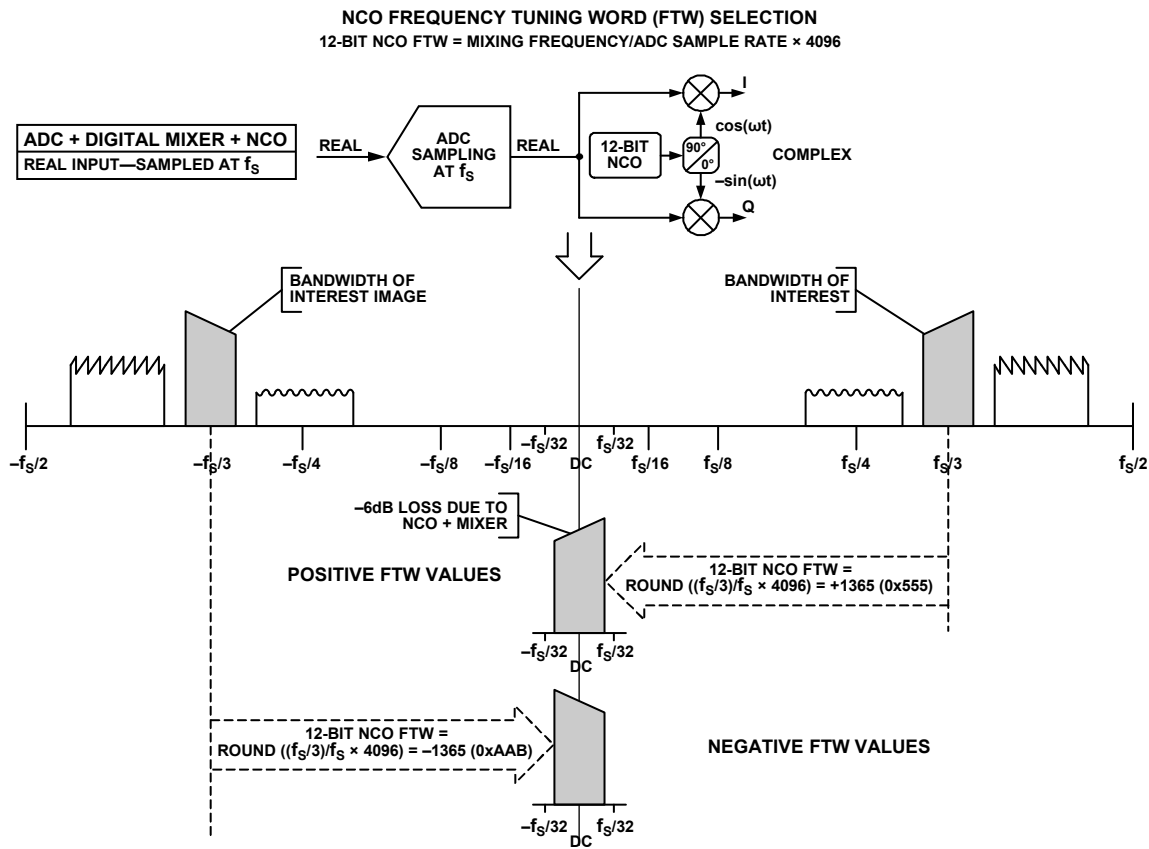 NCO FREQUENCY TUNING WORD (FTW) SELECTION
12-BIT NCO FTW = MIXING FREQUENCY/ADC SAMPLE RATE × 4096
ADC + DIGITAL MIXER + NCO
REAL INPUT—SAMPLED AT fS
REAL
ADC
SAMPLING
AT fS
REAL
12-BIT
NCO
90°
0°
I
cos(ωt)
COMPLEX
–sin(ωt)
Q
BANDWIDTH OF
INTEREST IMAGE
BANDWIDTH OF
INTEREST
–fS/2
–fS/3
–fS/4
–fS/8
–fS/16
–fS/32
DC
fS/32
fS/16
fS/8
fS/4
fS/3
fS/2
–6dB LOSS DUE TO
NCO + MIXER
POSITIVE FTW VALUES
12-BIT NCO FTW =
ROUND ((fS/3)/fS × 4096) = +1365 (0x555)
–fS/32
DC
fS/32
12-BIT NCO FTW =
ROUND ((fS/3)/fS × 4096) = –1365 (0xAAB)
NEGATIVE FTW VALUES
–fS/32
DC
fS/32